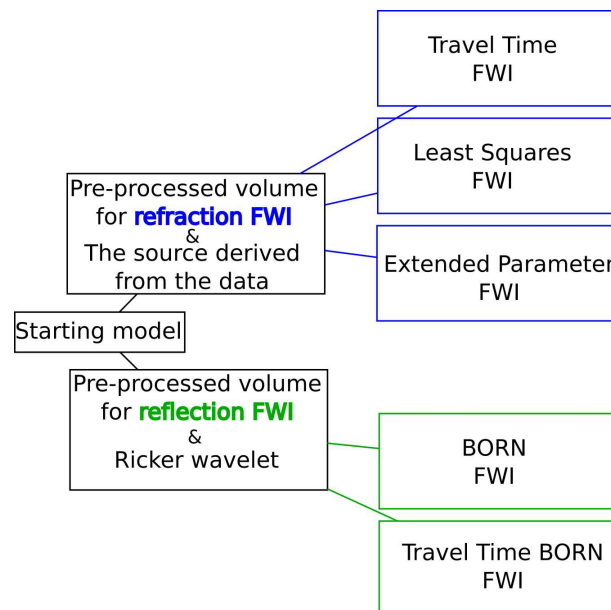 Travel Time
FWI
Least Squares
FWI
Pre-processed volume
for refraction FWI
&
The source derived
from the data
Extended Parameter
FWI
Starting model
Pre-processed volume
for reflection FWI
&
Ricker wavelet
BORN
FWI
Travel Time BORN
FWI